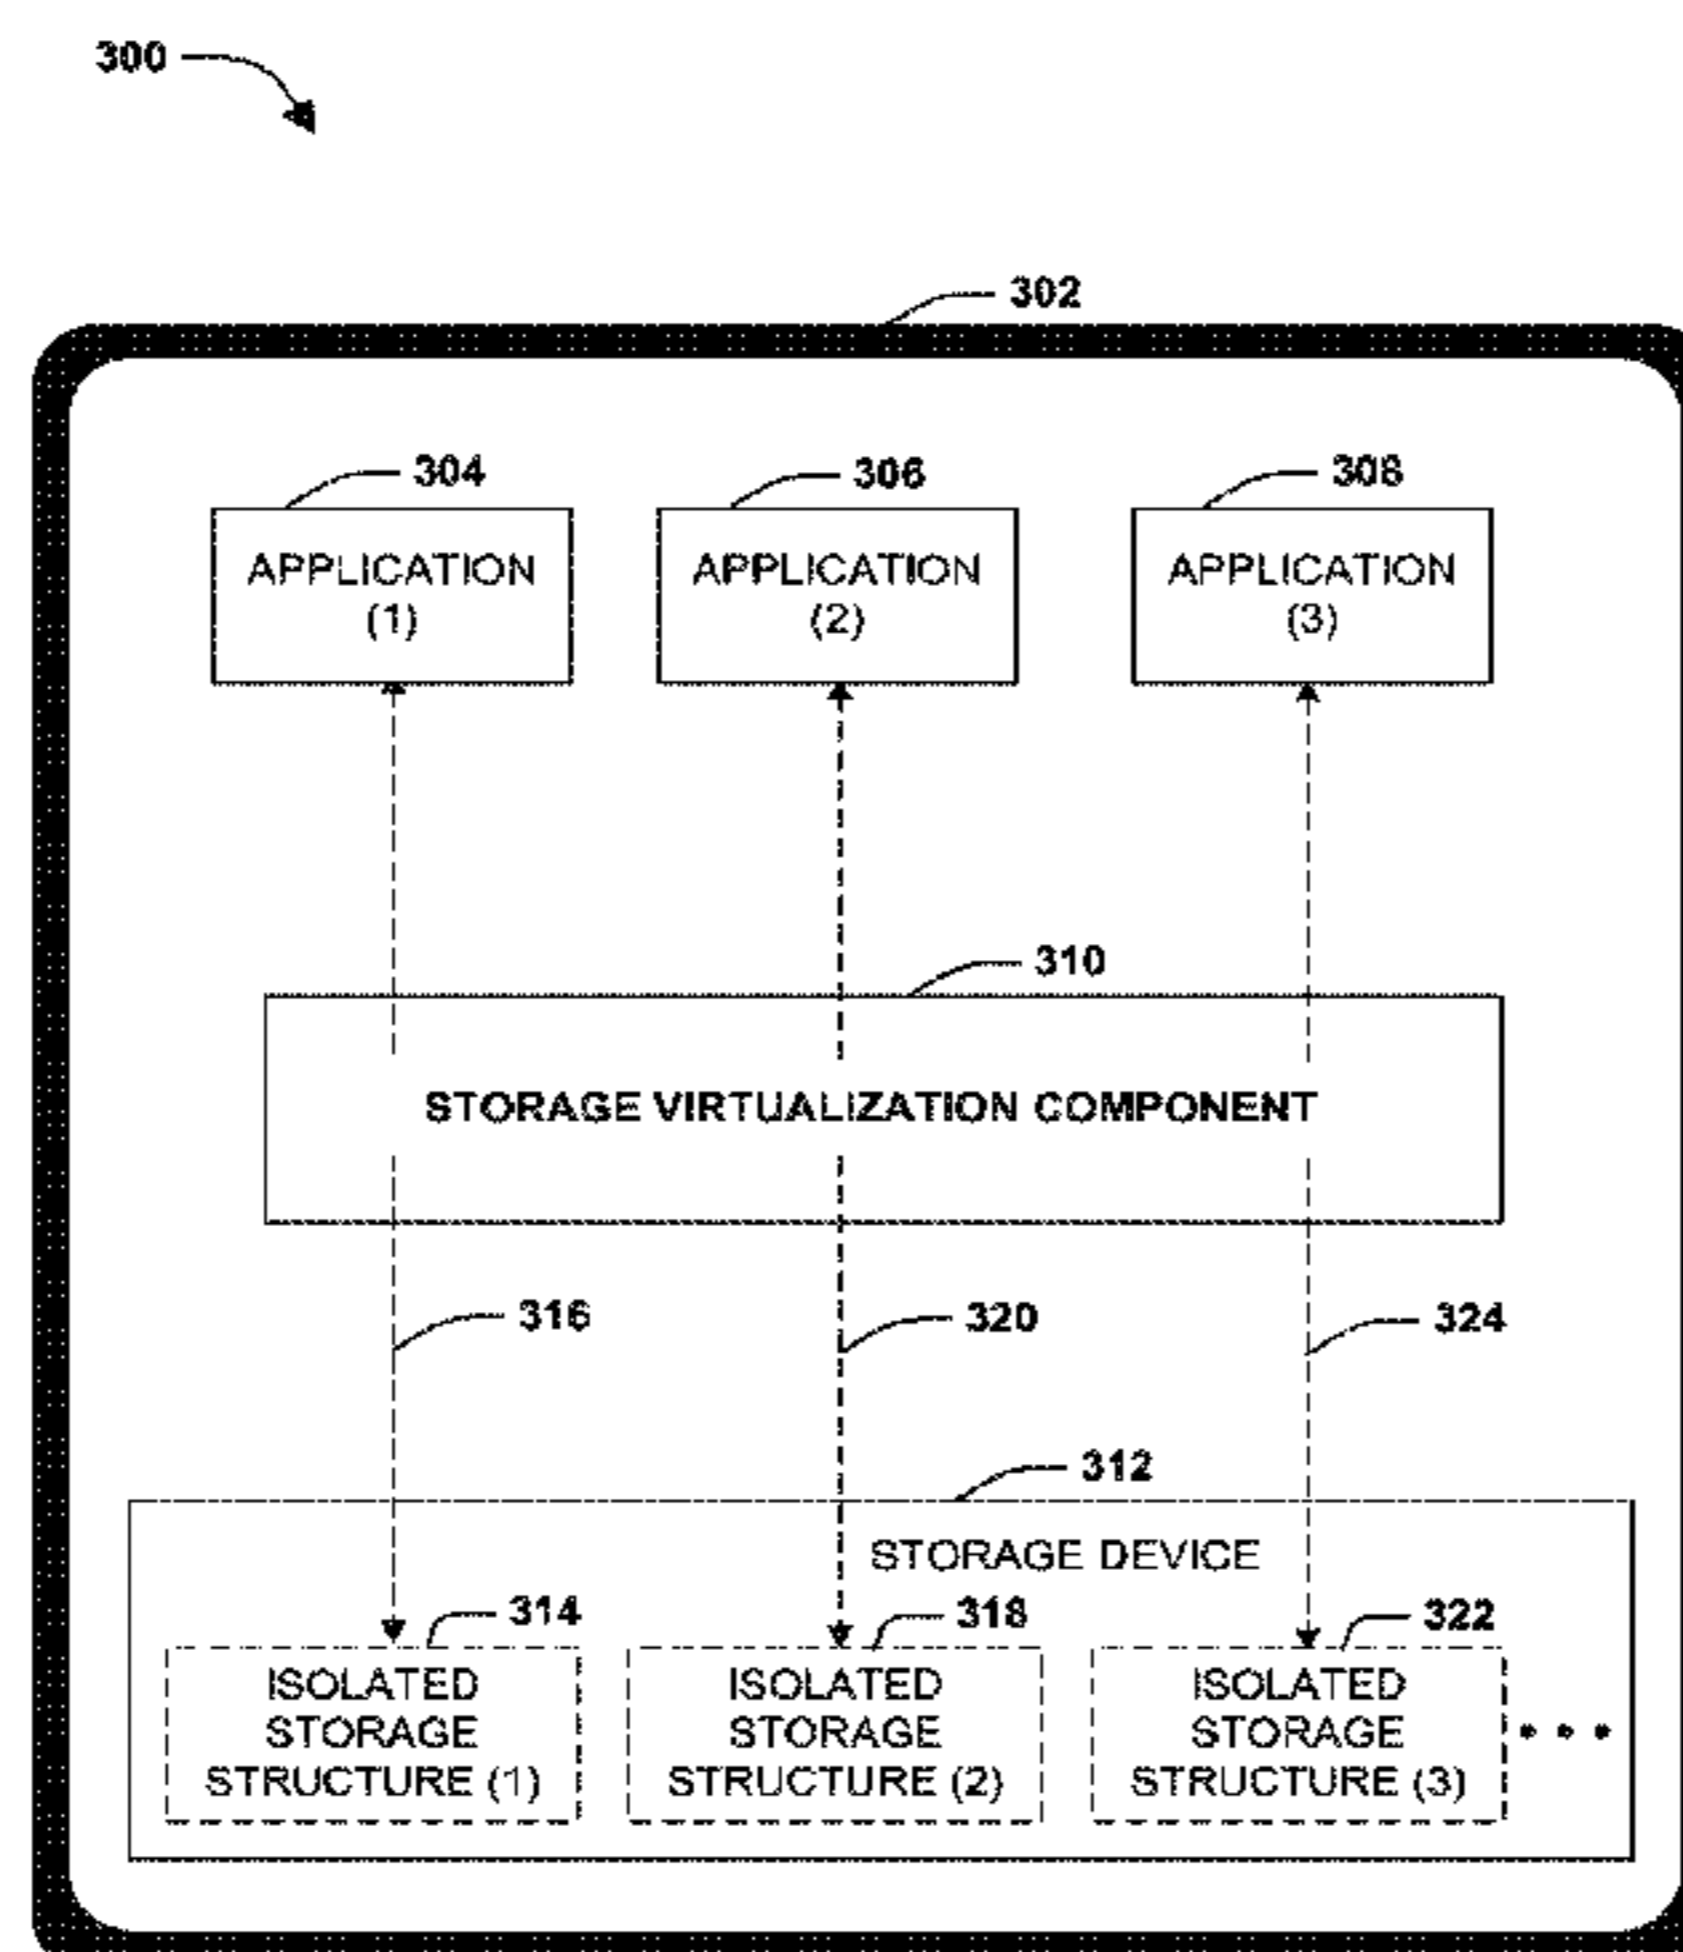 300
302
304
306
308
APPLICATION
(1)
APPLICATION
(2)
APPLICATION
(3)
310
STORAGE VIRTUALIZATION COMPONENT
316
320
324
312
STORAGE DEVICE
314
318
322
ISOLATED
STORAGE
STRUCTURE (1)
ISOLATED
STORAGE
STRUCTURE (2)
ISOLATED
STORAGE
STRUCTURE (3)
• • •